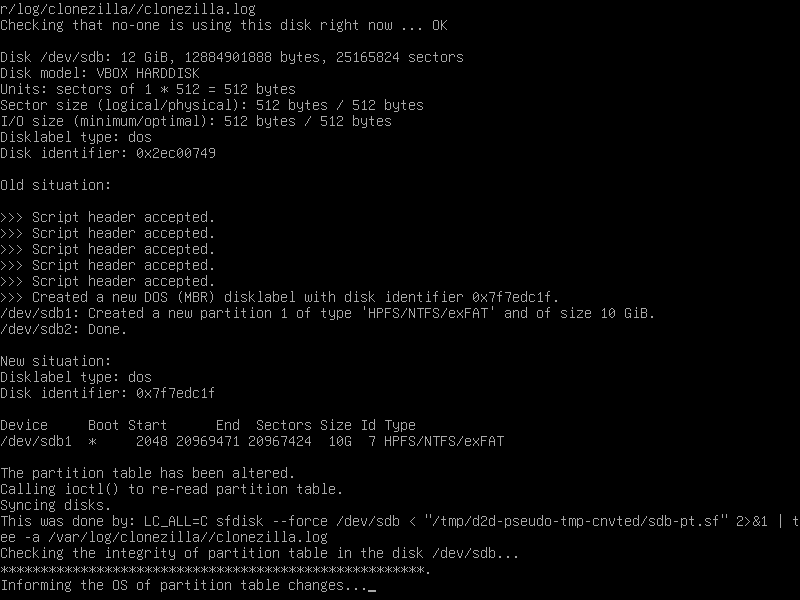 r/log/clonezilla//clonezilla.log
Checking that no-one is using this disk right now ... OK
Disk /dev/sdb: 12 GiB, 12884901888 bytes, 25165824 sectors
Disk model: VBOX HARDDISK
Units: sectors of 1 * 512 = 512 bytes
Sector size (logical/physical): 512 bytes / 512 bytes
I/O size (minimum/optimal): 512 bytes / 512 bytes
Disklabel type: dos
Disk identifier: 0x2ec00749
Old situation:
>>> Script header accepted.
>>> Script header accepted.
>>> Script header accepted.
>>> Script header accepted.
>>> Script header accepted.
>>> Created a new DOS (MBR) disklabel with disk identifier 0x7f7edc1f.
/dev/sdb1: Created a new partition 1 of type 'HPFS/NTFS/exFAT' and of size 10 GiB.
/dev/sdb2: Done.
New situation:
Disklabel type: dos
Disk identifier: 0x7f7edc1f
Device     Boot Start      End  Sectors Size Id Type
/dev/sdb1  *     2048 20969471 20967424  10G  7 HPFS/NTFS/exFAT
The partition table has been altered.
Calling ioctl() to re-read partition table.
Syncing disks.
This was done by: LC_ALL=C sfdisk --force /dev/sdb < "/tmp/d2d-pseudo-tmp-cnvted/sdb-pt.sf" 2>&1 | t
ee -a /var/log/clonezilla//clonezilla.log
Checking the integrity of partition table in the disk /dev/sdb...
*****************************************************.
Informing the OS of partition table changes..._